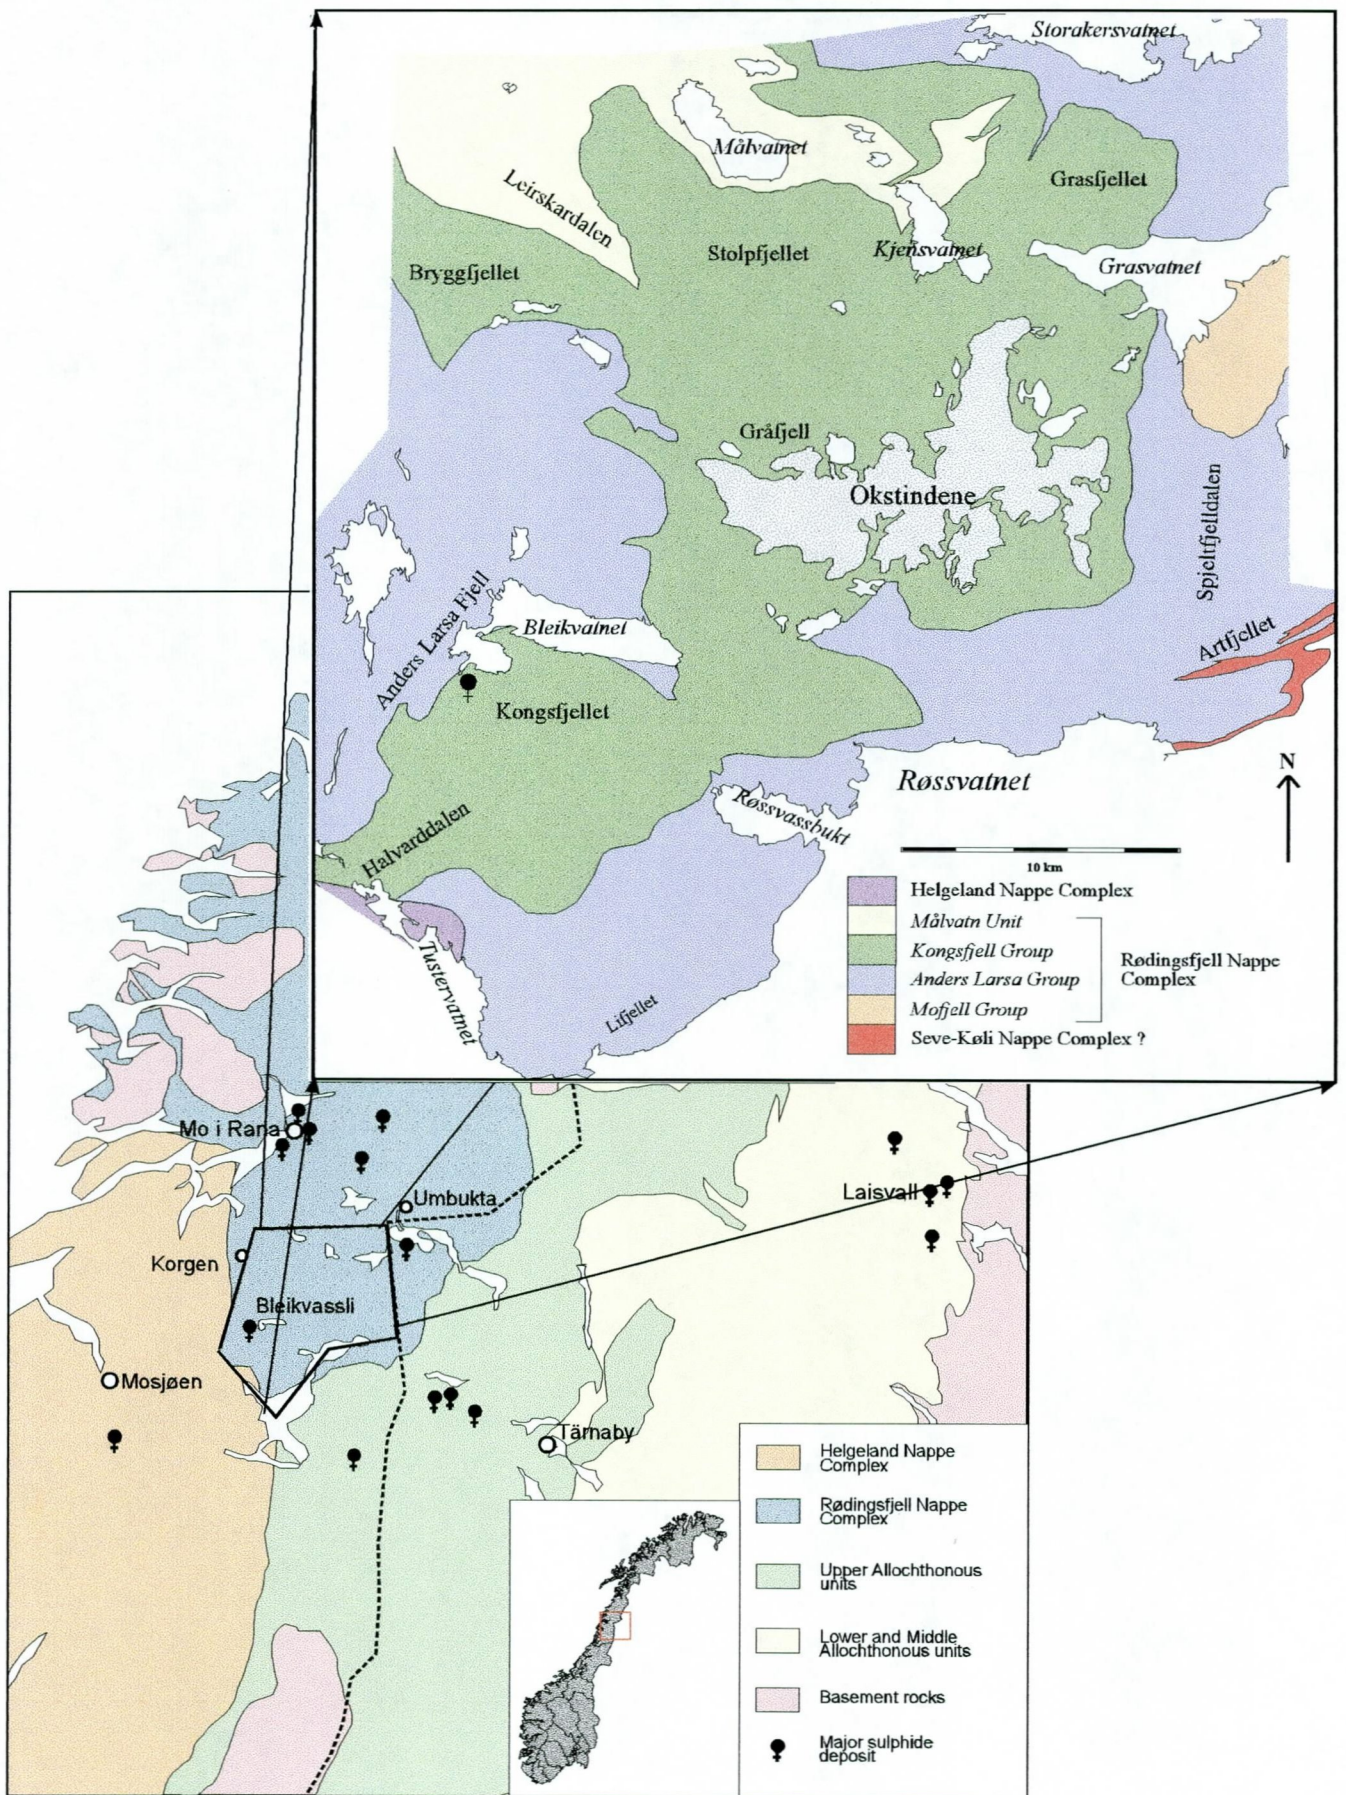 Storakersvatnet
Målvatnet
Grasfjellet
Leirskardalen
Stolpfjellet
Kjensvatnet
Grasvatnet
Bryggfjellet
Gråfjell
Okstindene
Spjeltfjelldalen
Anders Larsa Fjell
Bleikvatnet
Artfjellet
Kongsfjellet
Røssvatnet
N
Røssvassbukt
Halvarddalen
10 km
Tustervatnet
Lifjellet
Helgeland Nappe Complex
Målvatn Unit
Kongsfjell Group
Anders Larsa Group
Mofjell Group
Rødingsfjell Nappe
Complex
Seve-Køli Nappe Complex ?
Mo i Rana
Umbukta
Laisvall
Korgen
Bleikvassli
Mosjøen
Tärnaby
Helgeland Nappe
Complex
Rødingsfjell Nappe
Complex
Upper Allochthonous
units
Lower and Middle
Allochthonous units
Basement rocks
Major sulphide
deposit